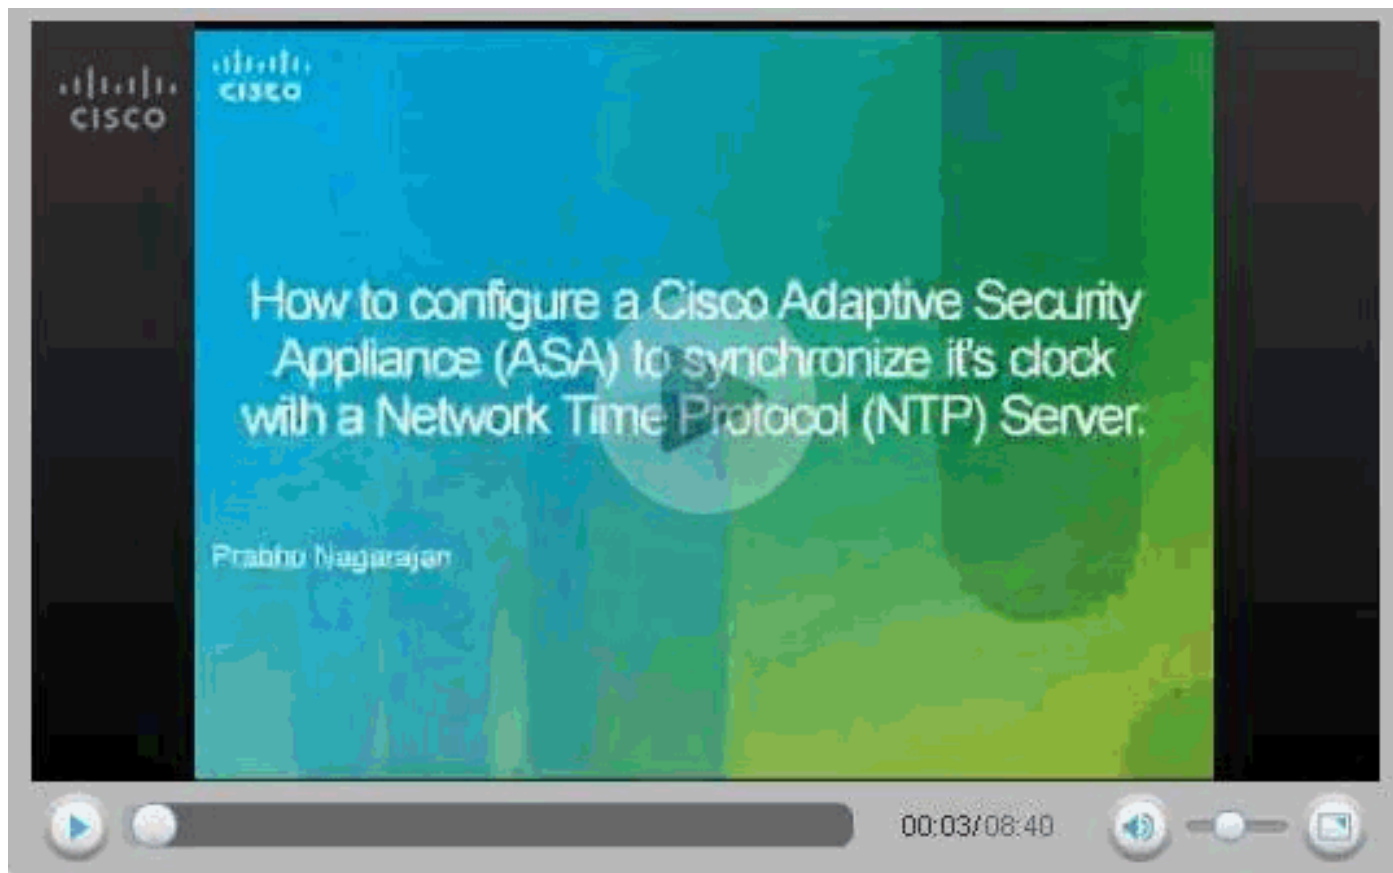 CISCO
CISCO
How to configure a Cisco Adaptive Security
Appliance (ASA) to synchronize it's clock
with a Network Time Protocol (NTP) Server.
Prabhu Nagarajan
00:03/08:40